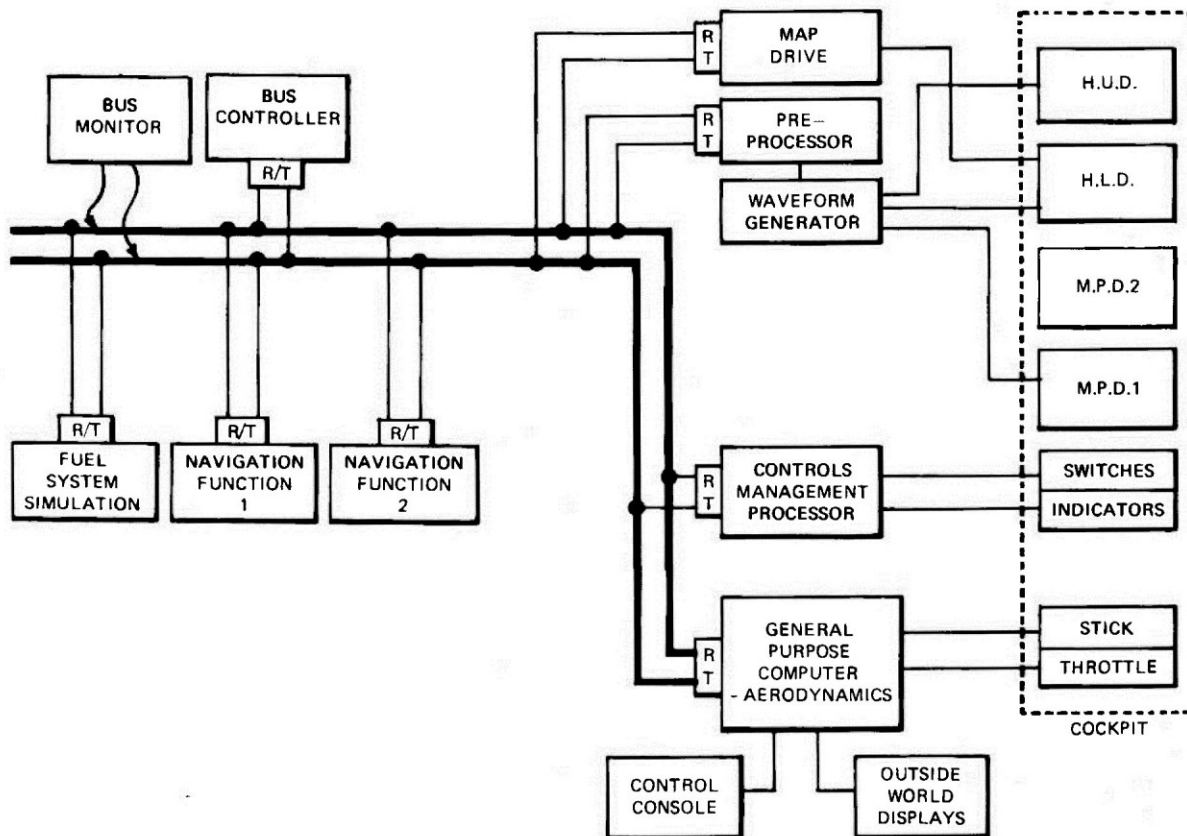 BUS
MONITOR
BUS
CONTROLLER
R/T
R
T
MAP
DRIVE
R
T
PRE-
PROCESSOR
WAVEFORM
GENERATOR
H.U.D.
H.L.D.
M.P.D.2
M.P.D.1
R/T
FUEL
SYSTEM
SIMULATION
R/T
NAVIGATION
FUNCTION
1
R/T
NAVIGATION
FUNCTION
2
R
T
CONTROLS
MANAGEMENT
PROCESSOR
SWITCHES
INDICATORS
R
T
GENERAL
PURPOSE
COMPUTER
- AERODYNAMICS
STICK
THROTTLE
COCKPIT
CONTROL
CONSOLE
OUTSIDE
WORLD
DISPLAYS